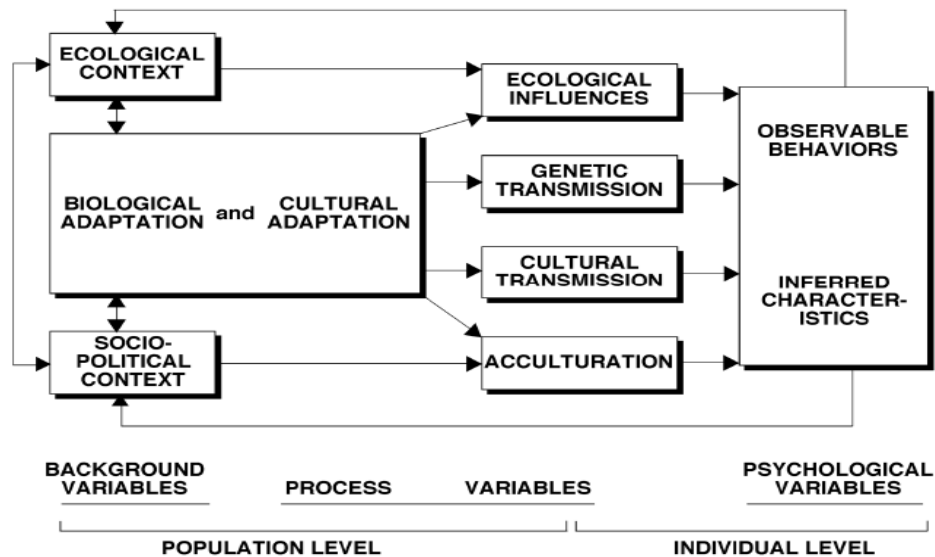 ECOLOGICAL
CONTEXT
ECOLOGICAL
INFLUENCES
OBSERVABLE
BEHAVIORS
BIOLOGICAL
ADAPTATION and CULTURAL
ADAPTATION
GENETIC
TRANSMISSION
CULTURAL
TRANSMISSION
INFERRED
CHARACTER-
ISTICS
SOCIO-
POLITICAL
CONTEXT
ACCULTURATION
BACKGROUND
VARIABLES
PROCESS VARIABLES
PSYCHOLOGICAL
VARIABLES
POPULATION LEVEL
INDIVIDUAL LEVEL